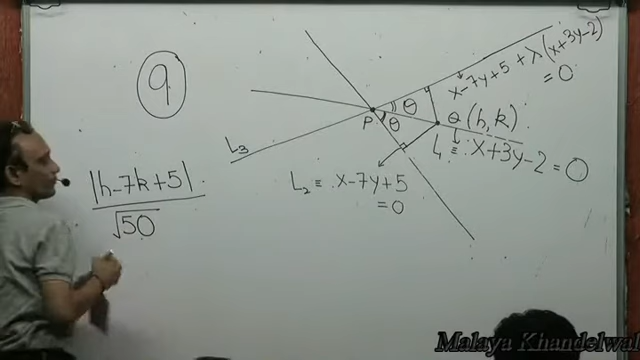 9
x-7y+5+λ(x+3y-2)
=0
θ
P
θ
Q (h, k)
L₃
L₁ ≡ x+3y-2=0
L₂ ≡ x-7y+5
=0
|h-7k+5|
√50
Malaya Khandelwal